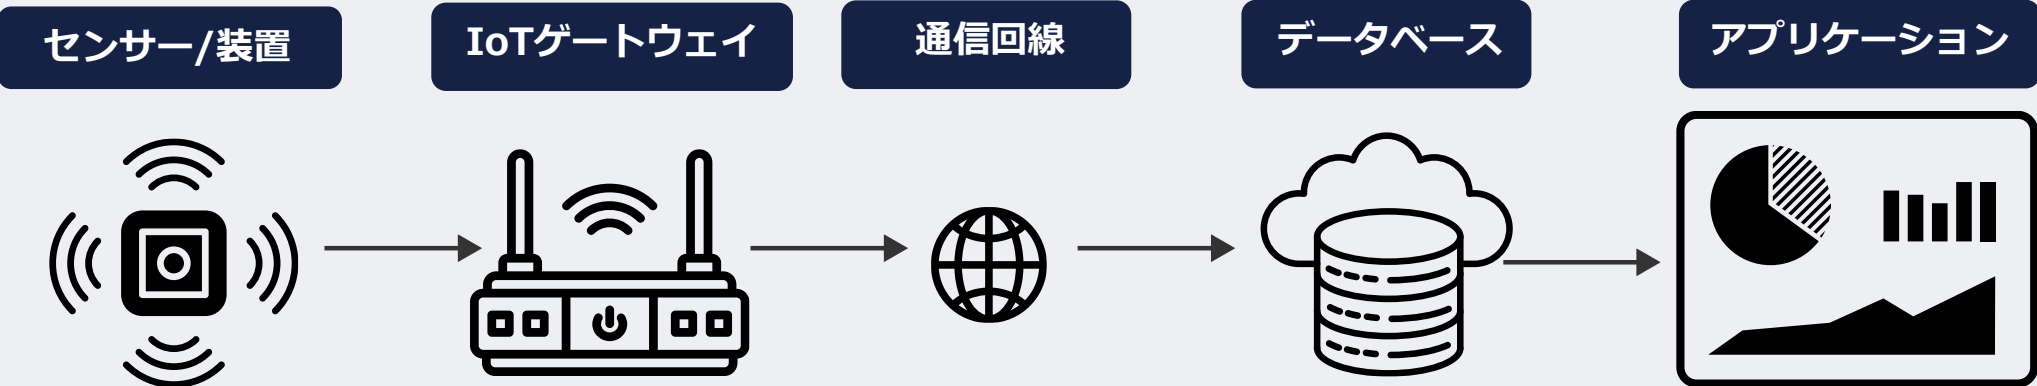 センサー/装置
IoTゲートウェイ
通信回線
データベース
アプリケーション